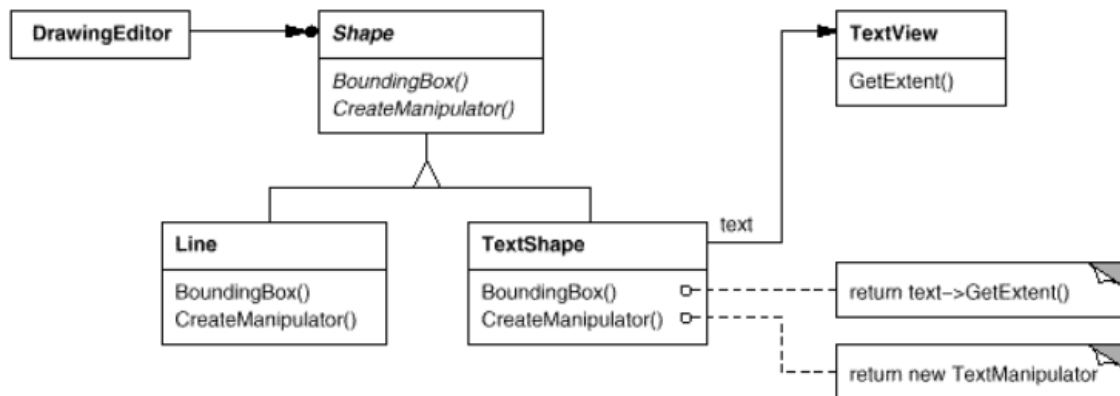 DrawingEditor
Shape
BoundingBox()
CreateManipulator()
TextView
GetExtent()
Line
BoundingBox()
CreateManipulator()
TextShape
BoundingBox()
CreateManipulator()
text
return text->GetExtent()
return new TextManipulator